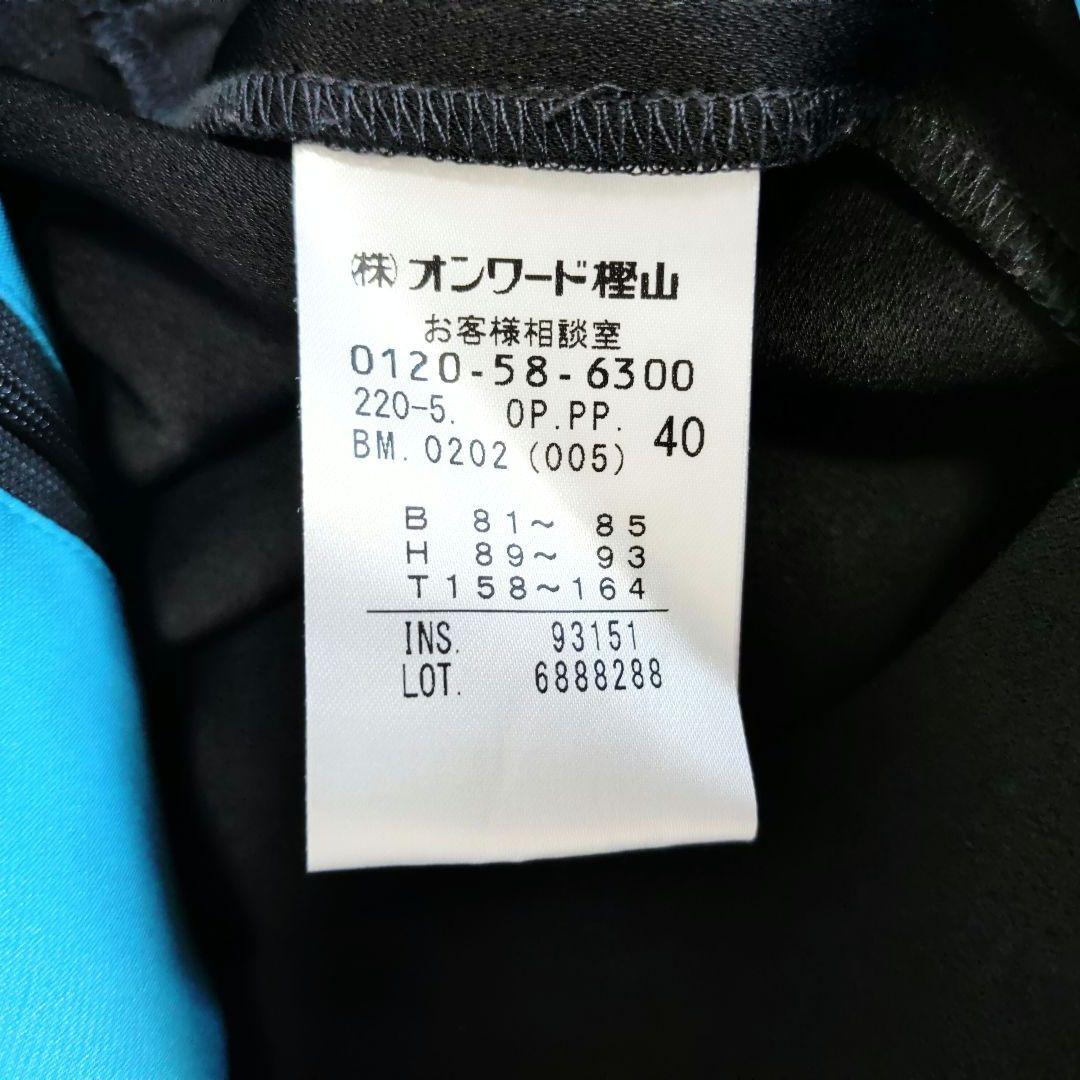 ㈱オンワード樫山
お客様相談室
0120-58-6300
220-5. OP.PP. 40
BM.0202(005)
B 81～ 85
H 89～ 93
T158～164
INS. 93151
LOT. 6888288